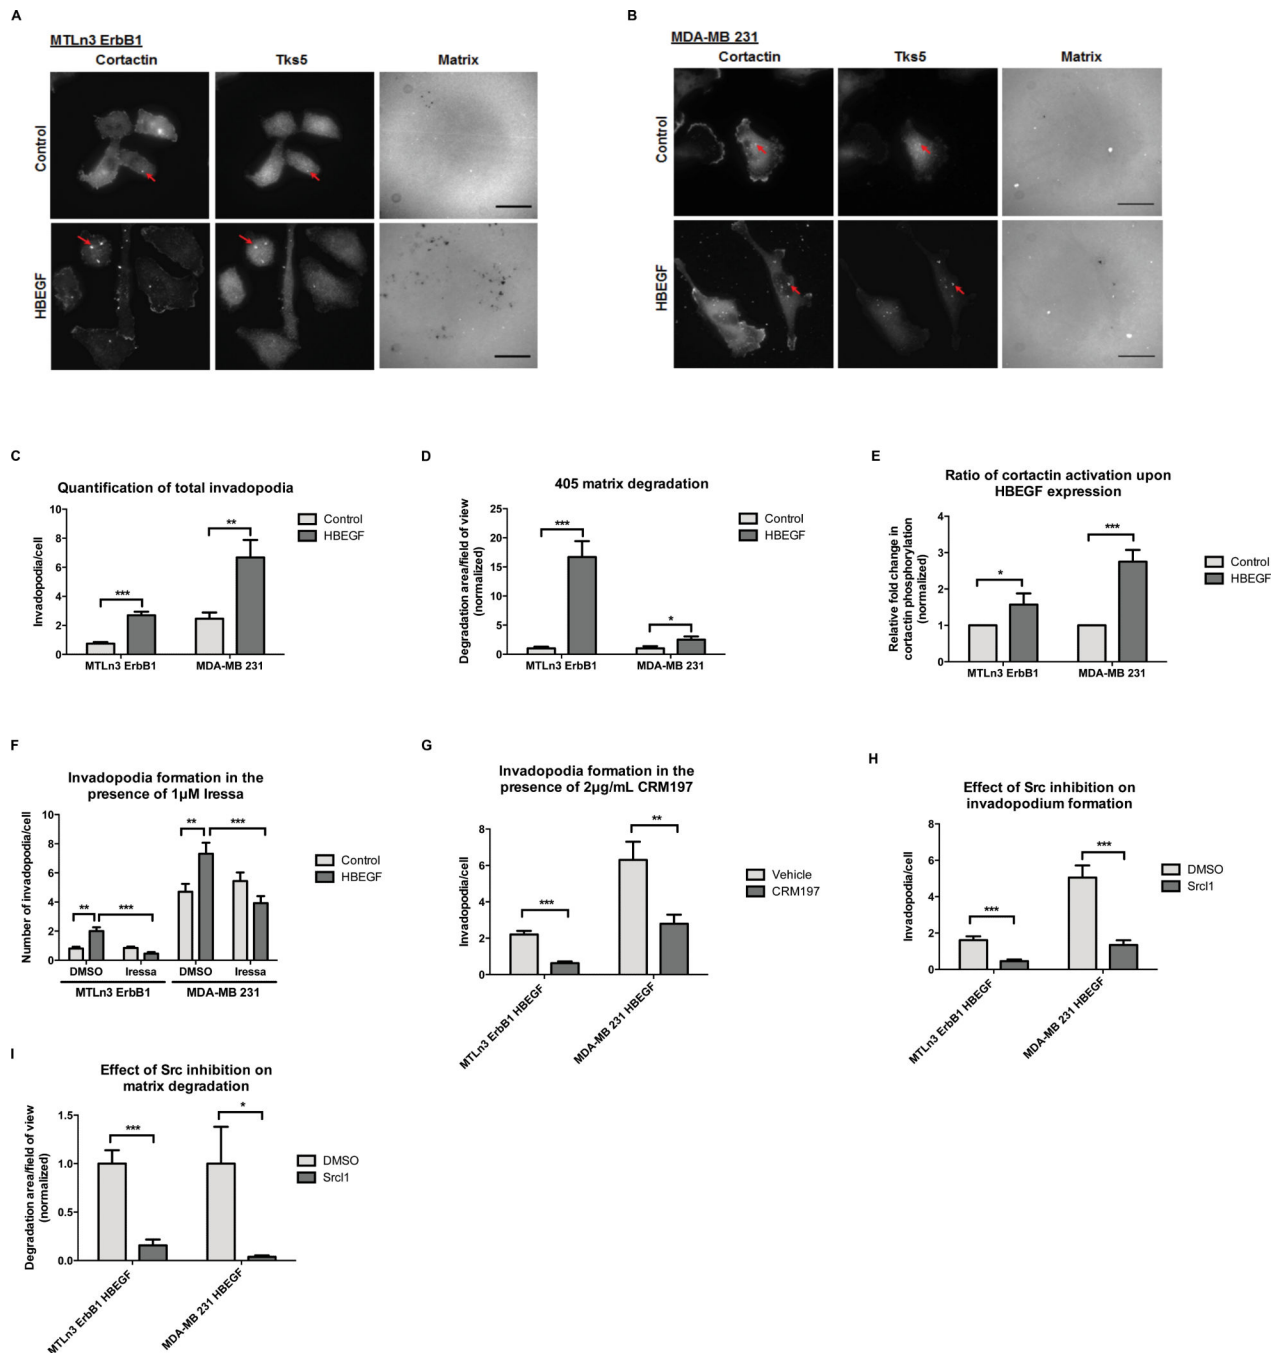 A
MTLn3 ErbB1
Cortactin Tks5 Matrix
Control
HBEGF
B
MDA-MB 231
Cortactin Tks5 Matrix
Control
HBEGF
C
Quantification of total invadopodia
Invadopodia/cell
10
8
6
4
2
0
***
**
MTLn3 ErbB1 MDA-MB 231
Control
HBEGF
D
405 matrix degradation
Degradation area/field of view
(normalized)
25
20
15
10
5
0
***
*
MTLn3 ErbB1 MDA-MB 231
Control
HBEGF
E
Ratio of cortactin activation upon
HBEGF expression
Relative fold change in
cortactin phosphorylation
(normalized)
4
3
2
1
0
*
***
MTLn3 ErbB1 MDA-MB 231
Control
HBEGF
F
Invadopodia formation in the
presence of 1µM Iressa
Number of invadopodia/cell
10
8
6
4
2
0
** ***
** ***
DMSO Iressa DMSO Iressa
MTLn3 ErbB1 MDA-MB 231
Control
HBEGF
G
Invadopodia formation in the
presence of 2µg/mL CRM197
Invadopodia/cell
8
6
4
2
0
***
**
MTLn3 ErbB1 HBEGF
MDA-MB 231 HBEGF
Vehicle
CRM197
H
Effect of Src inhibition on
invadopodium formation
Invadopodia/cell
8
6
4
2
0
***
***
MTLn3 ErbB1 HBEGF
MDA-MB 231 HBEGF
DMSO
SrcI1
I
Effect of Src inhibition on
matrix degradation
Degradation area/field of view
(normalized)
1.5
1.0
0.5
0.0
***
*
MTLn3 ErbB1 HBEGF
MDA-MB 231 HBEGF
DMSO
SrcI1